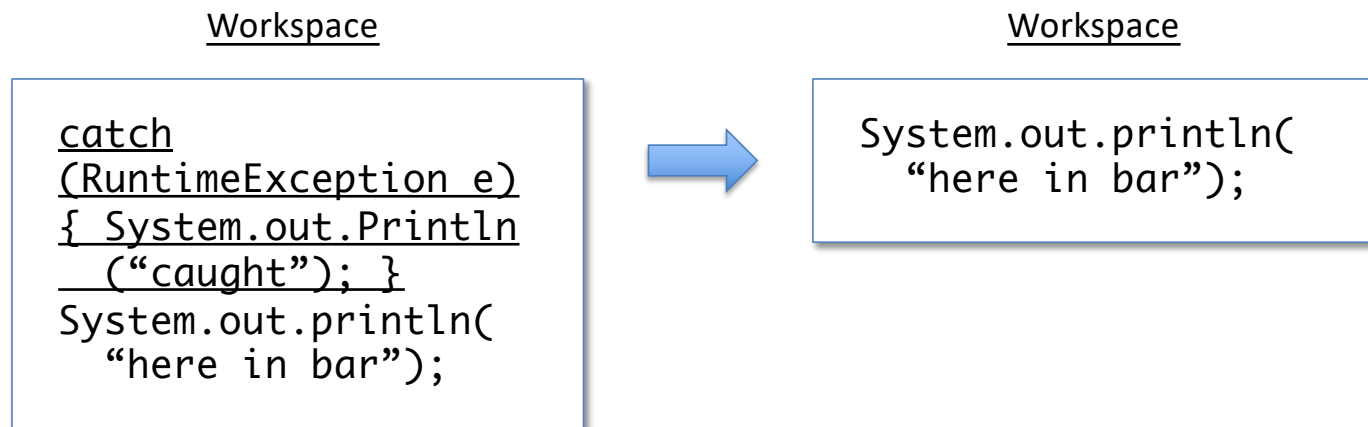 Workspace
catch
(RuntimeException e)
{ System.out.Println
(“caught”); }
System.out.println(
“here in bar”);
Workspace
System.out.println(
“here in bar”);